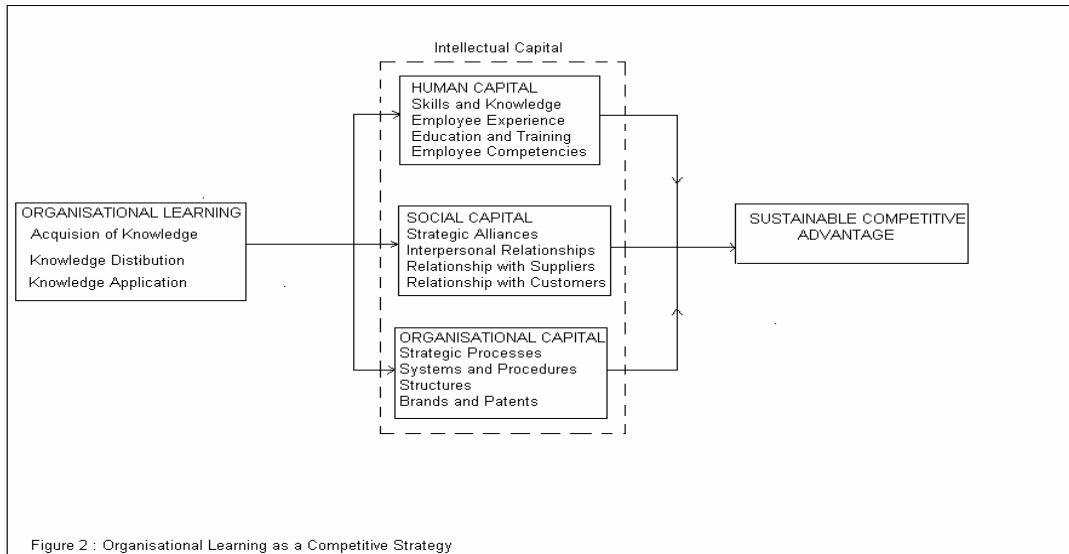 Intellectual Capital
HUMAN CAPITAL
Skills and Knowledge
Employee Experience
Education and Training
Employee Competencies
ORGANISATIONAL LEARNING
Acquision of Knowledge
Knowledge Distibution
Knowledge Application
SOCIAL CAPITAL
Strategic Alliances
Interpersonal Relationships
Relationship with Suppliers
Relationship with Customers
SUSTAINABLE COMPETITIVE
ADVANTAGE
ORGANISATIONAL CAPITAL
Strategic Processes
Systems and Procedures
Structures
Brands and Patents
Figure 2 : Organisational Learning as a Competitive Strategy